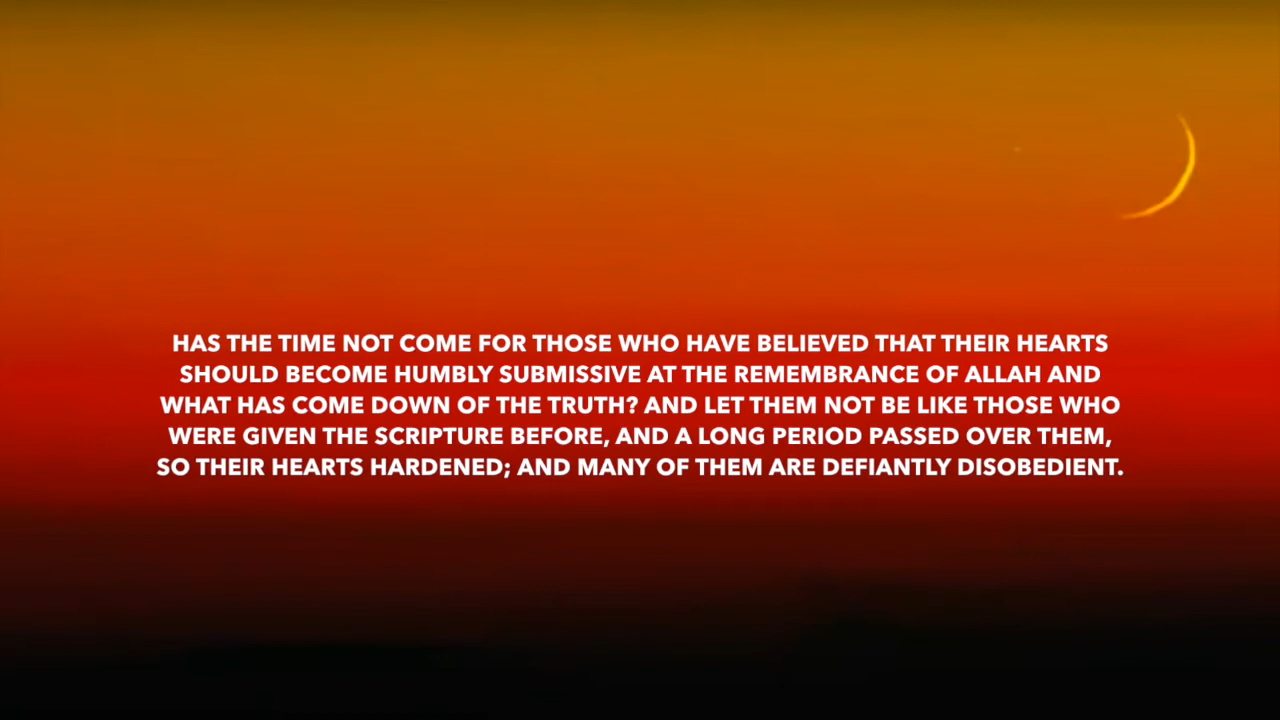 HAS THE TIME NOT COME FOR THOSE WHO HAVE BELIEVED THAT THEIR HEARTS
SHOULD BECOME HUMBLY SUBMISSIVE AT THE REMEMBRANCE OF ALLAH AND
WHAT HAS COME DOWN OF THE TRUTH? AND LET THEM NOT BE LIKE THOSE WHO
WERE GIVEN THE SCRIPTURE BEFORE, AND A LONG PERIOD PASSED OVER THEM,
SO THEIR HEARTS HARDENED; AND MANY OF THEM ARE DEFIANTLY DISOBEDIENT.